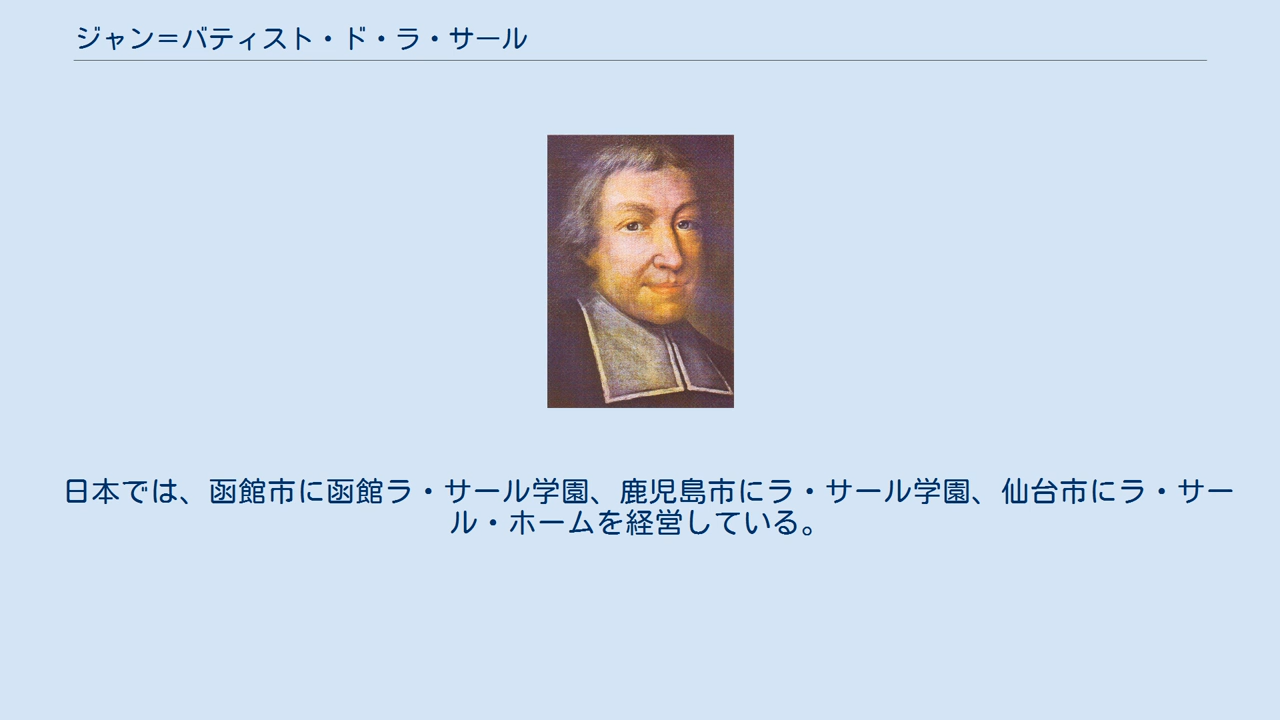 ジャン＝バティスト・ド・ラ・サール
日本では、函館市に函館ラ・サール学園、鹿児島市にラ・サール学園、仙台市にラ・サー
ル・ホームを経営している。